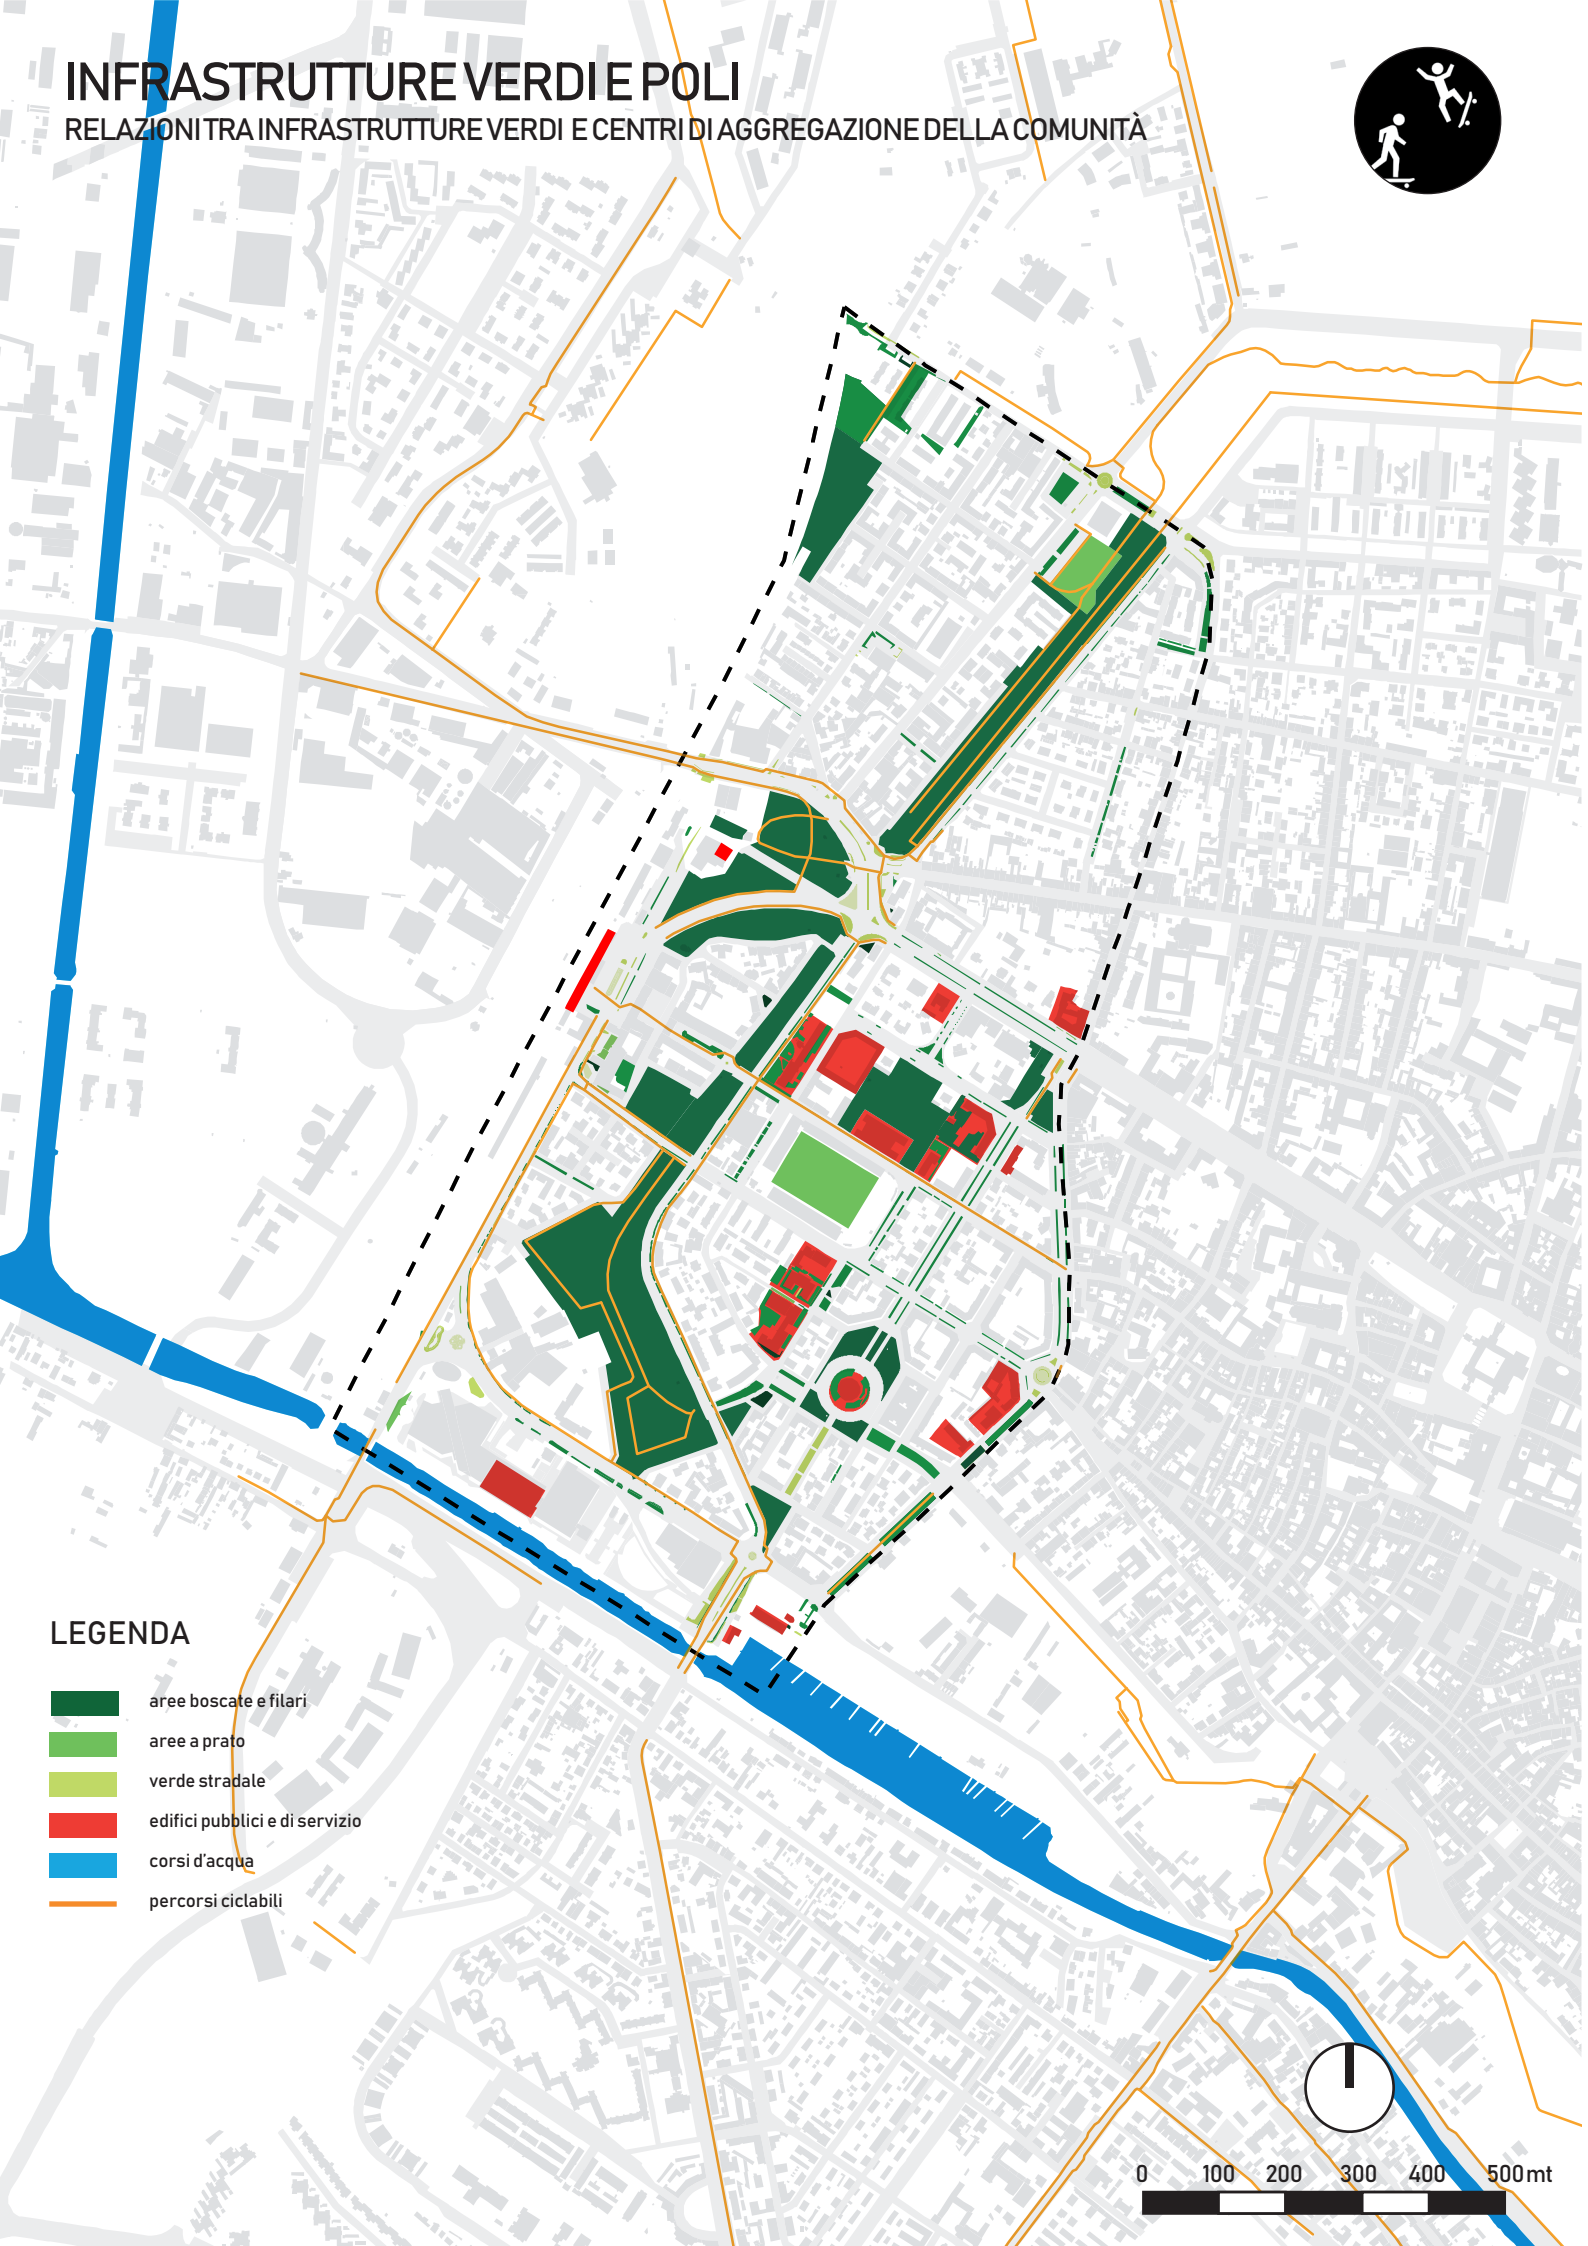 INFRASTRUTTURE VERDI E POLI
RELAZIONI TRA INFRASTRUTTURE VERDI E CENTRI DI AGGREGAZIONE DELLA COMUNITÀ
LEGENDA
aree boscate e filari
aree a prato
verde stradale
edifici pubblici e di servizio
corsi d'acqua
percorsi ciclabili
0 100 200 300 400 500 mt